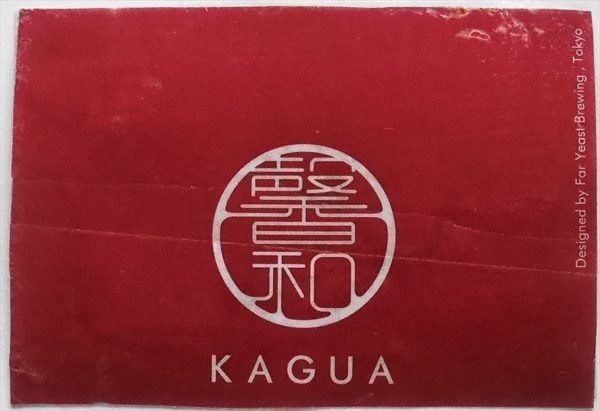 馨
和
KAGUA
Designed by Far Yeast Brewing , Tokyo